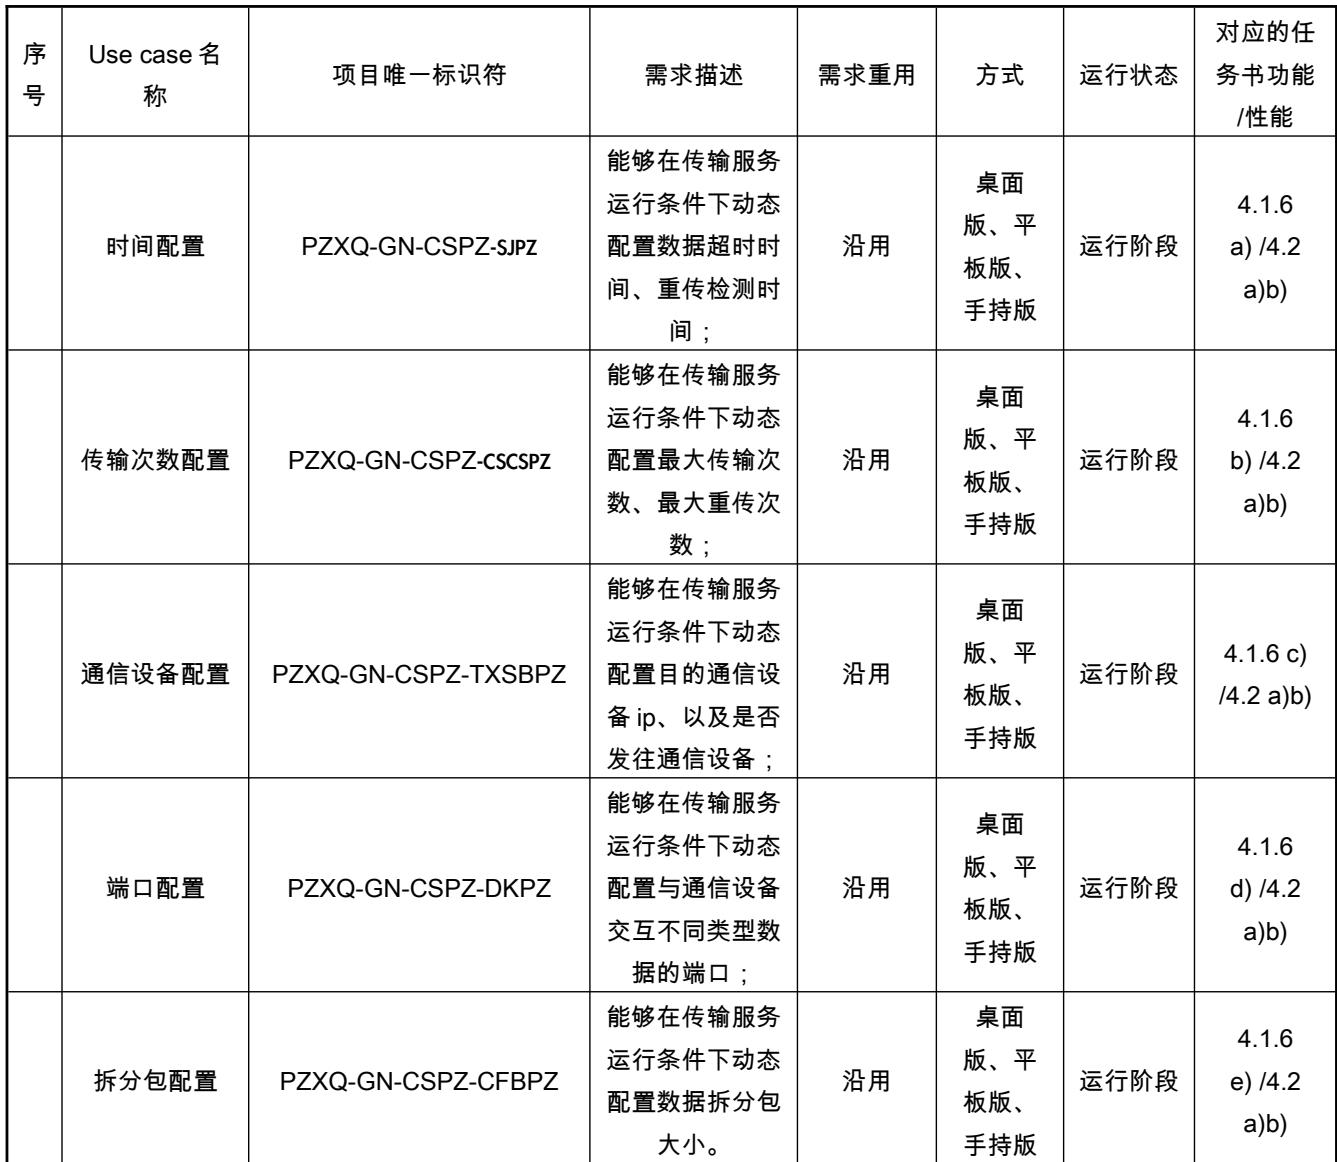 序号
Use case 名称
项目唯一标识符
需求描述
需求重用
方式
运行状态
对应的任务书功能/性能
时间配置
PZXQ-GN-CSPZ-SJPZ
能够在传输服务
运行条件下动态
配置数据超时时
间、重传检测时
间；
沿用
桌面
版、平
板版、
手持版
运行阶段
4.1.6
a) /4.2
a)b)
传输次数配置
PZXQ-GN-CSPZ-CSCSPZ
能够在传输服务
运行条件下动态
配置最大传输次
数、最大重传次
数；
沿用
桌面
版、平
板版、
手持版
运行阶段
4.1.6
b) /4.2
a)b)
通信设备配置
PZXQ-GN-CSPZ-TXSBPZ
能够在传输服务
运行条件下动态
配置目的通信设
备 ip、以及是否
发往通信设备；
沿用
桌面
版、平
板版、
手持版
运行阶段
4.1.6 c)
/4.2 a)b)
端口配置
PZXQ-GN-CSPZ-DKPZ
能够在传输服务
运行条件下动态
配置与通信设备
交互不同类型数
据的端口；
沿用
桌面
版、平
板版、
手持版
运行阶段
4.1.6
d) /4.2
a)b)
拆分包配置
PZXQ-GN-CSPZ-CFBPZ
能够在传输服务
运行条件下动态
配置数据拆分包
大小。
沿用
桌面
版、平
板版、
手持版
运行阶段
4.1.6
e) /4.2
a)b)